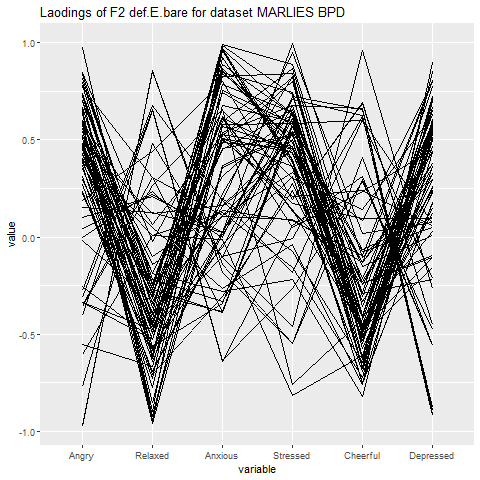 Laodings of F2 def.E.bare for dataset MARLIES BPD
1.0
0.5
0.0
-0.5
-1.0
value
Angry Relaxed Anxious Stressed Cheerful Depressed
variable